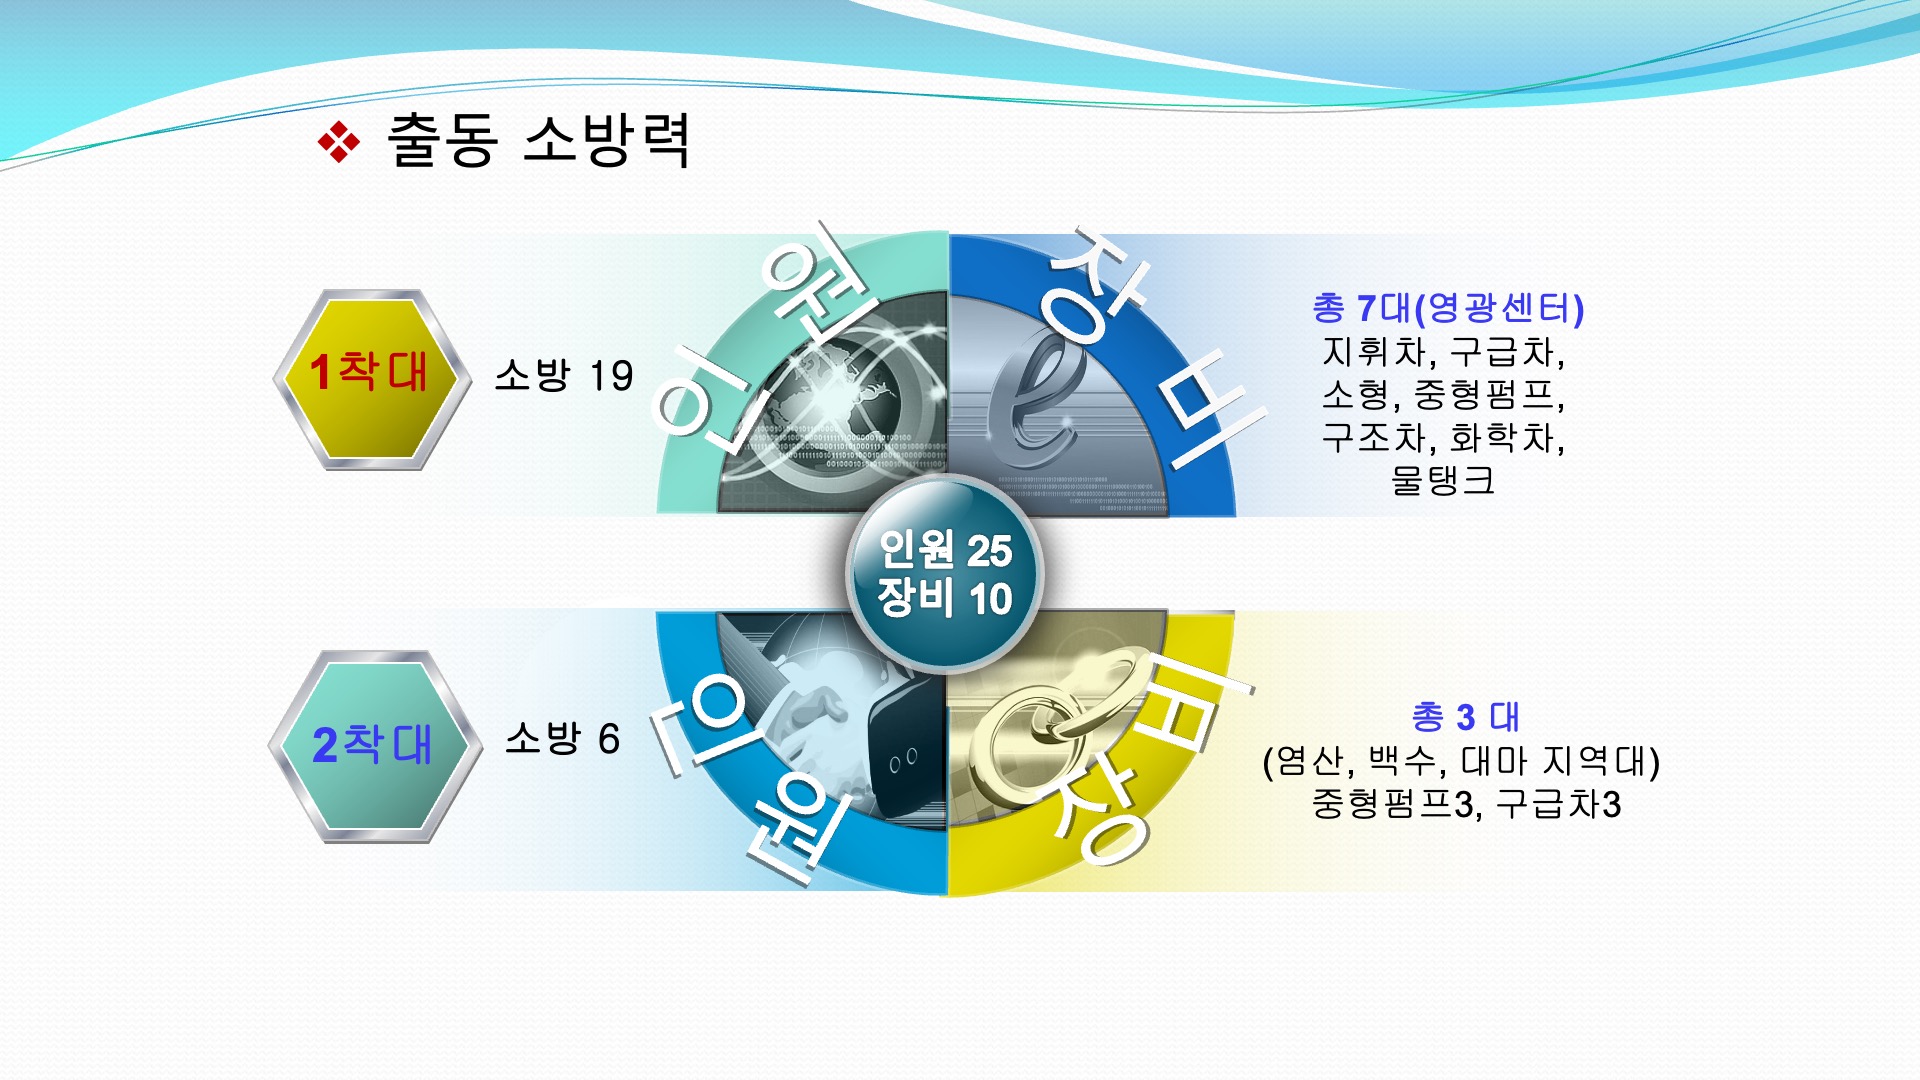 출동 소방력
인원
장비
1착대
소방 19
총 7대(영광센터)
지휘차, 구급차,
소형, 중형펌프,
구조차, 화학차,
물탱크
인원 25
장비 10
2착대
소방 6
인원
장비
총 3 대
(염산, 백수, 대마 지역대)
중형펌프3, 구급차3